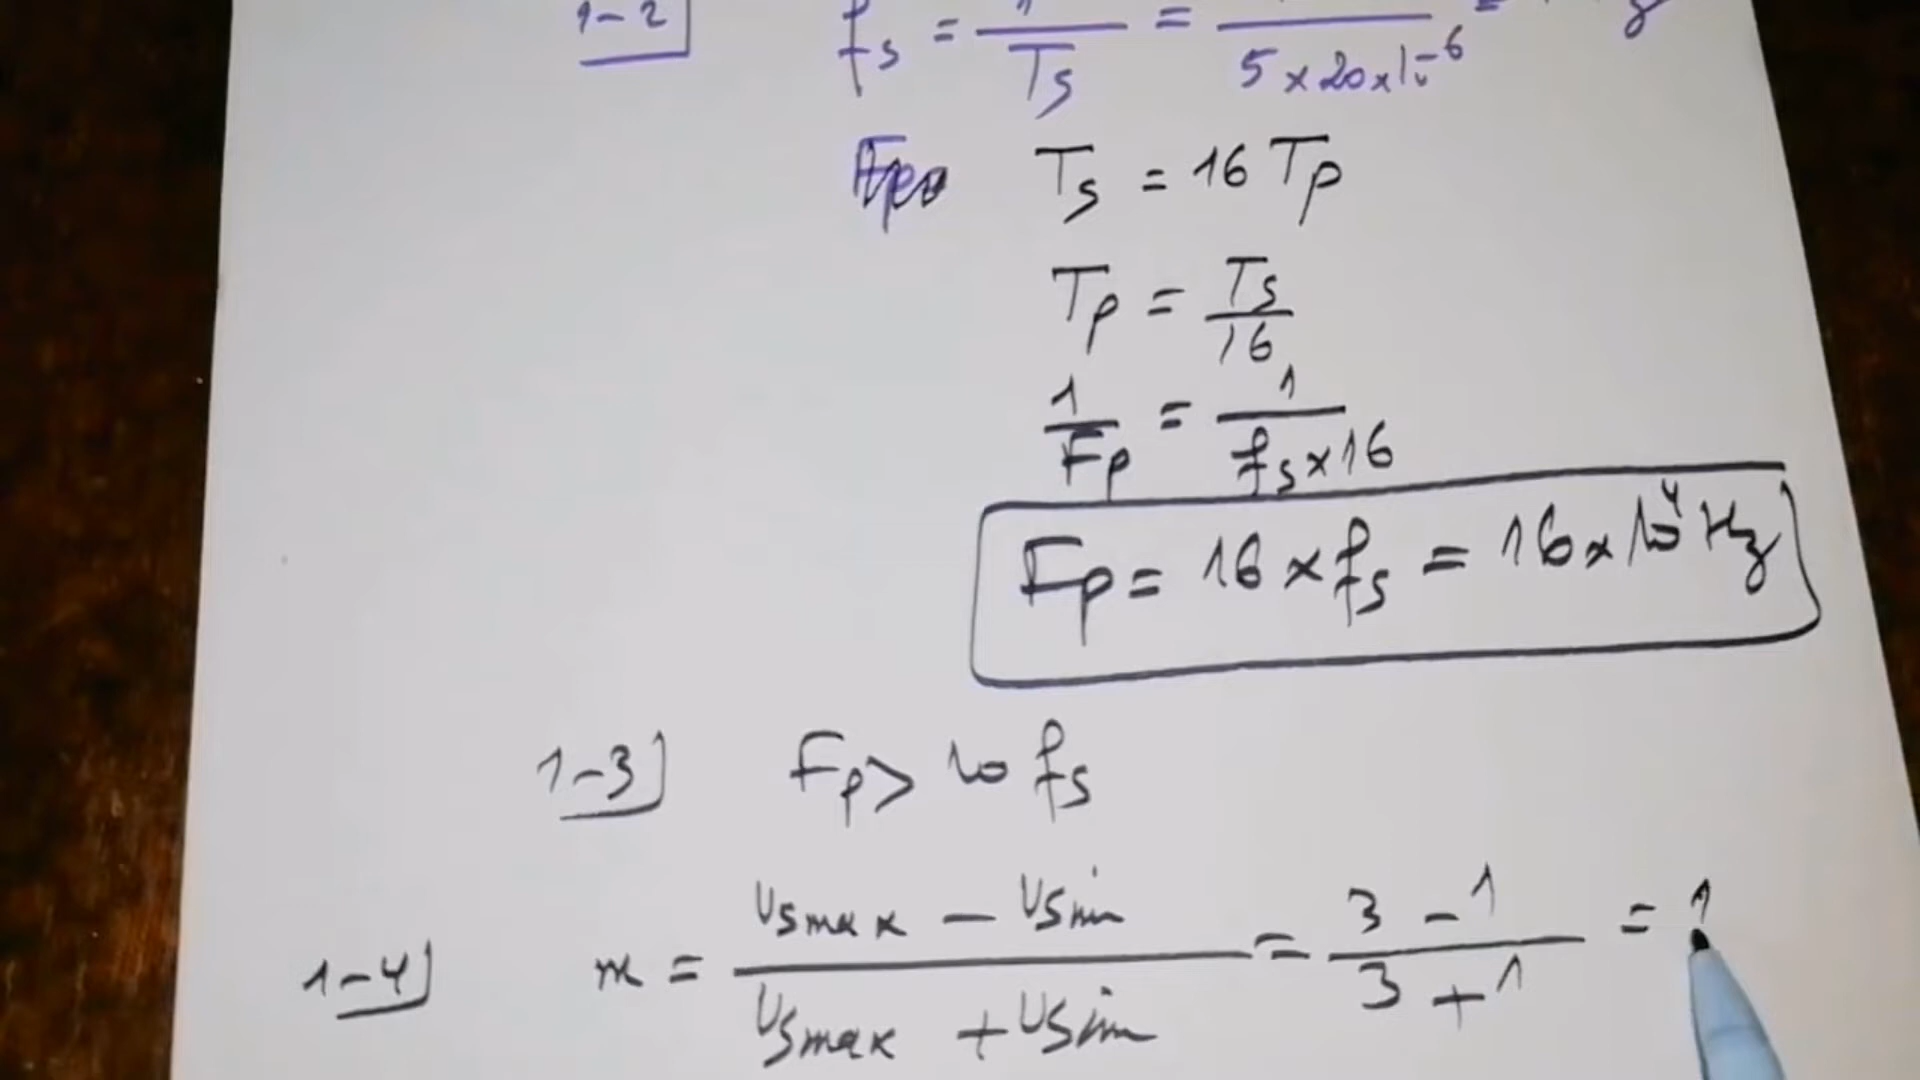 1-2 fs = 1/Ts = 1/(5 × 20 × 10^-6) =
Ts = 16 Tp
Tp = Ts/16
1/Fp = 1/(fs × 16)
Fp = 16 × fs = 16 × 10^4 Hz
1-3 Fp > 10 fs
1-4 m = (Usmax - Usmin)/(Usmax + Usmin) = (3 - 1)/(3 + 1) = 1